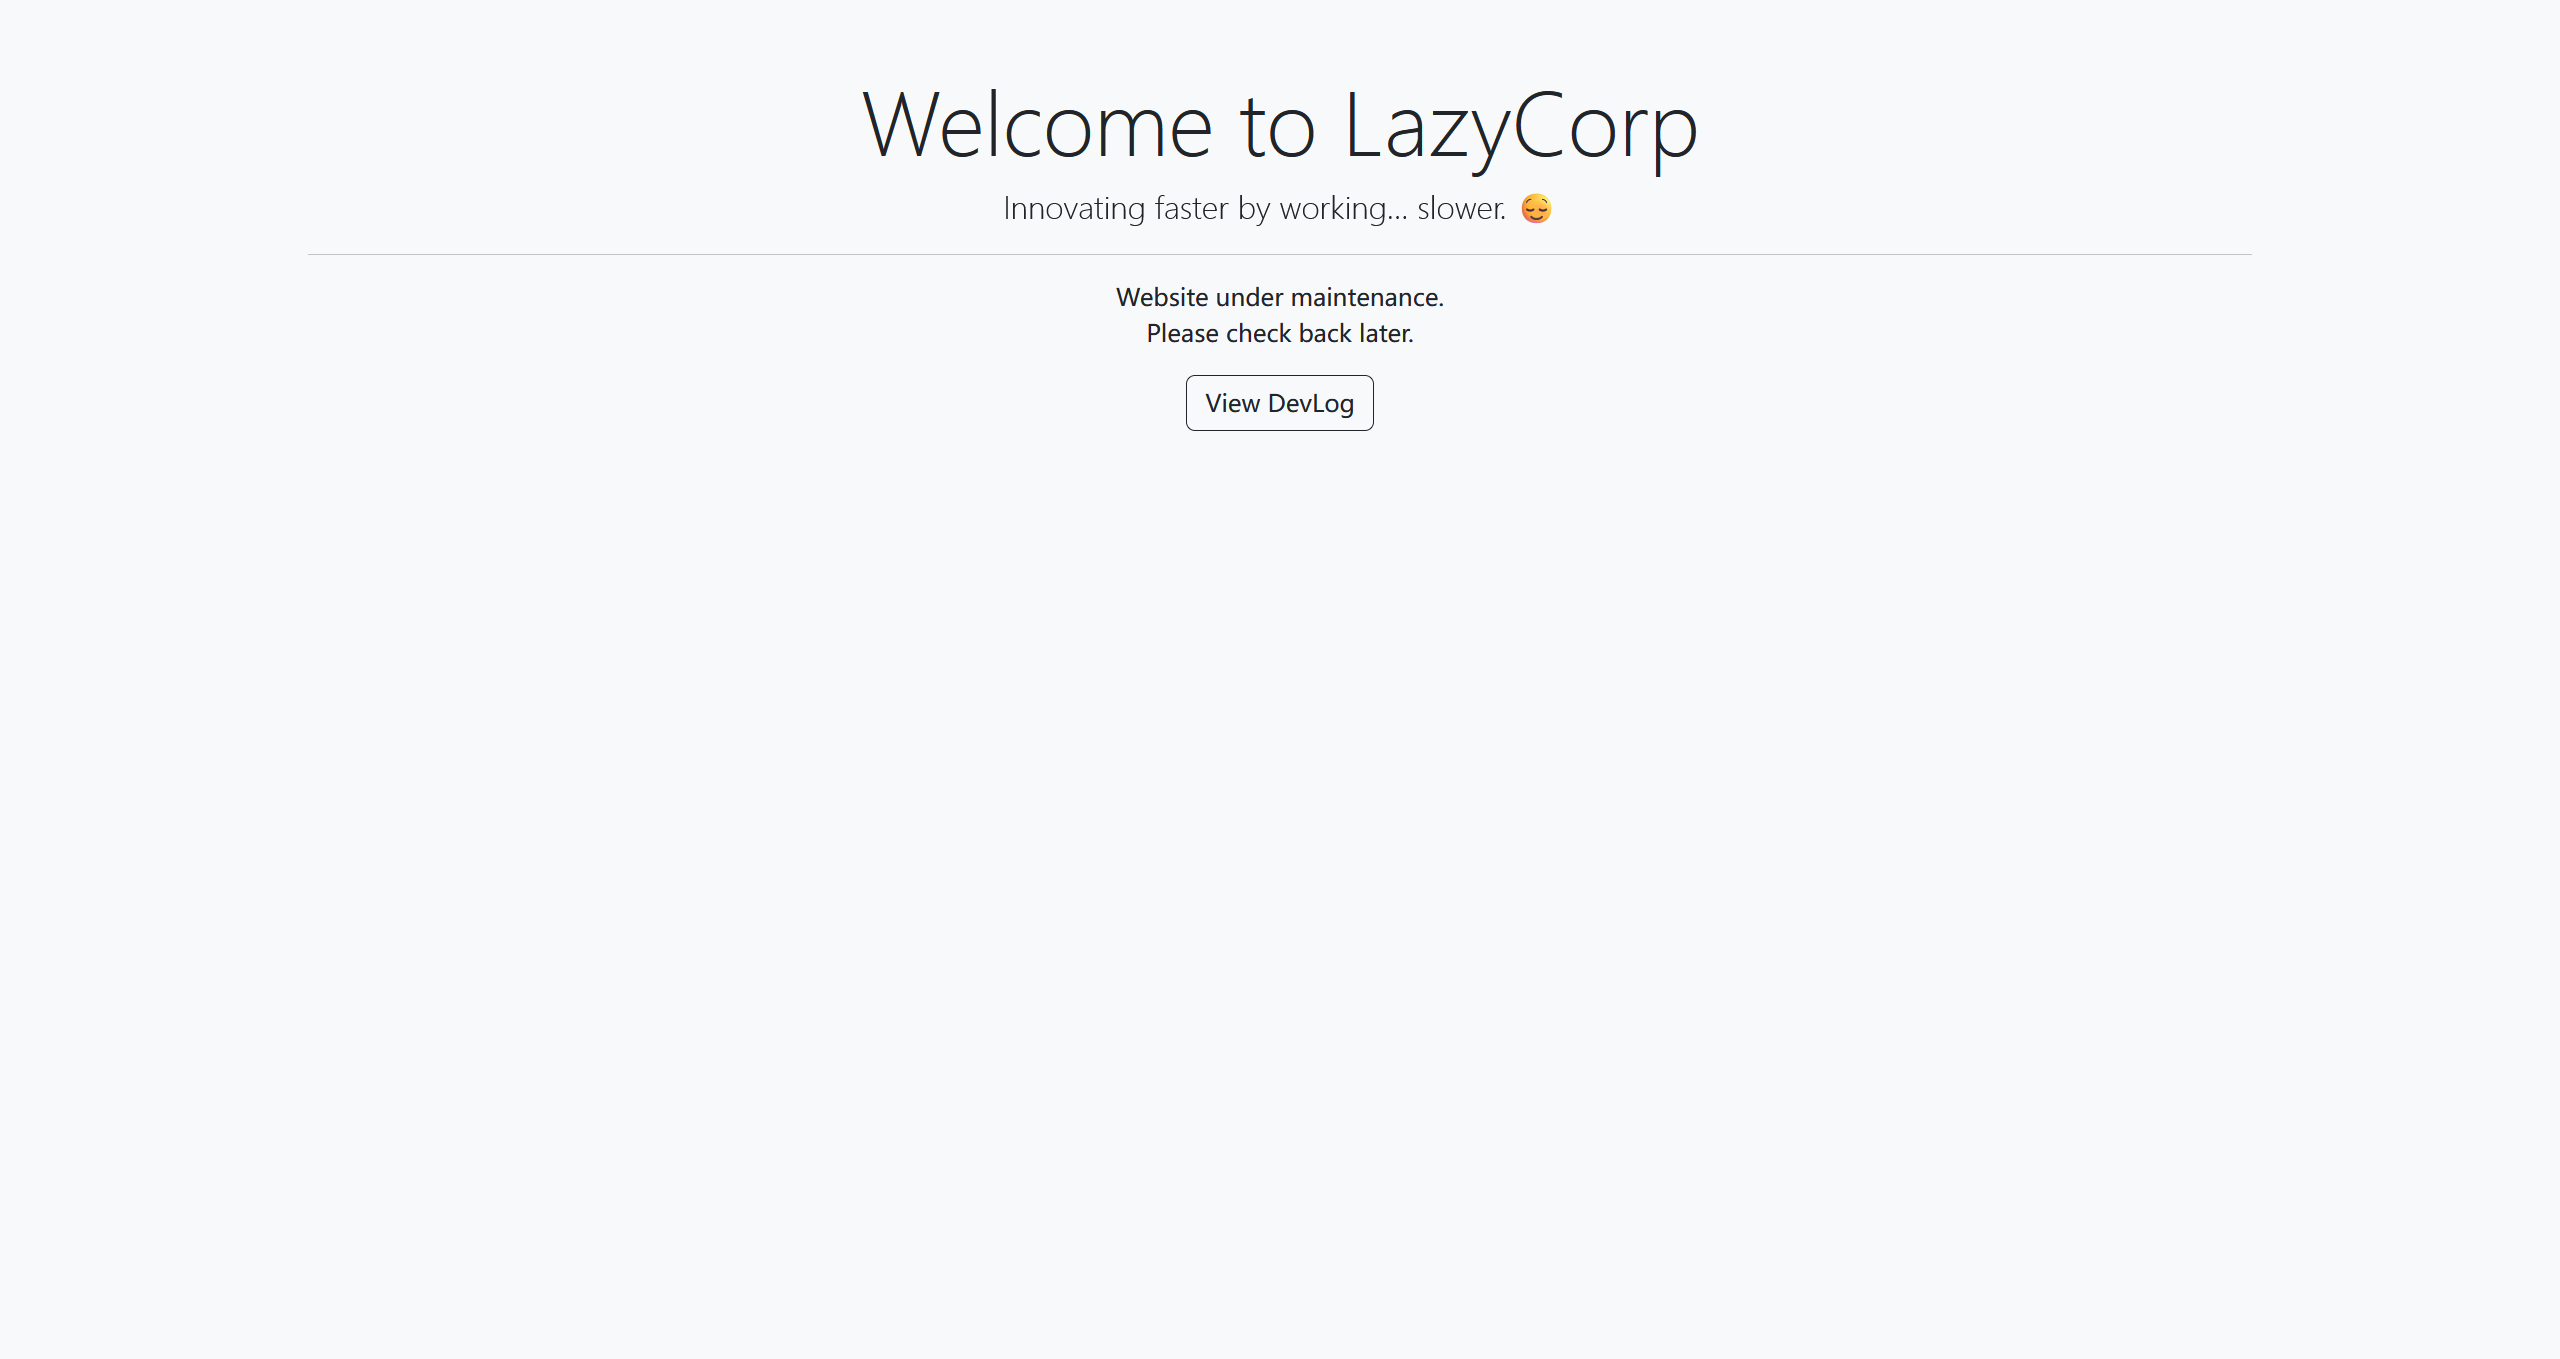 Welcome to LazyCorp
Innovating faster by working... slower. 😌
Website under maintenance.
Please check back later.
View DevLog